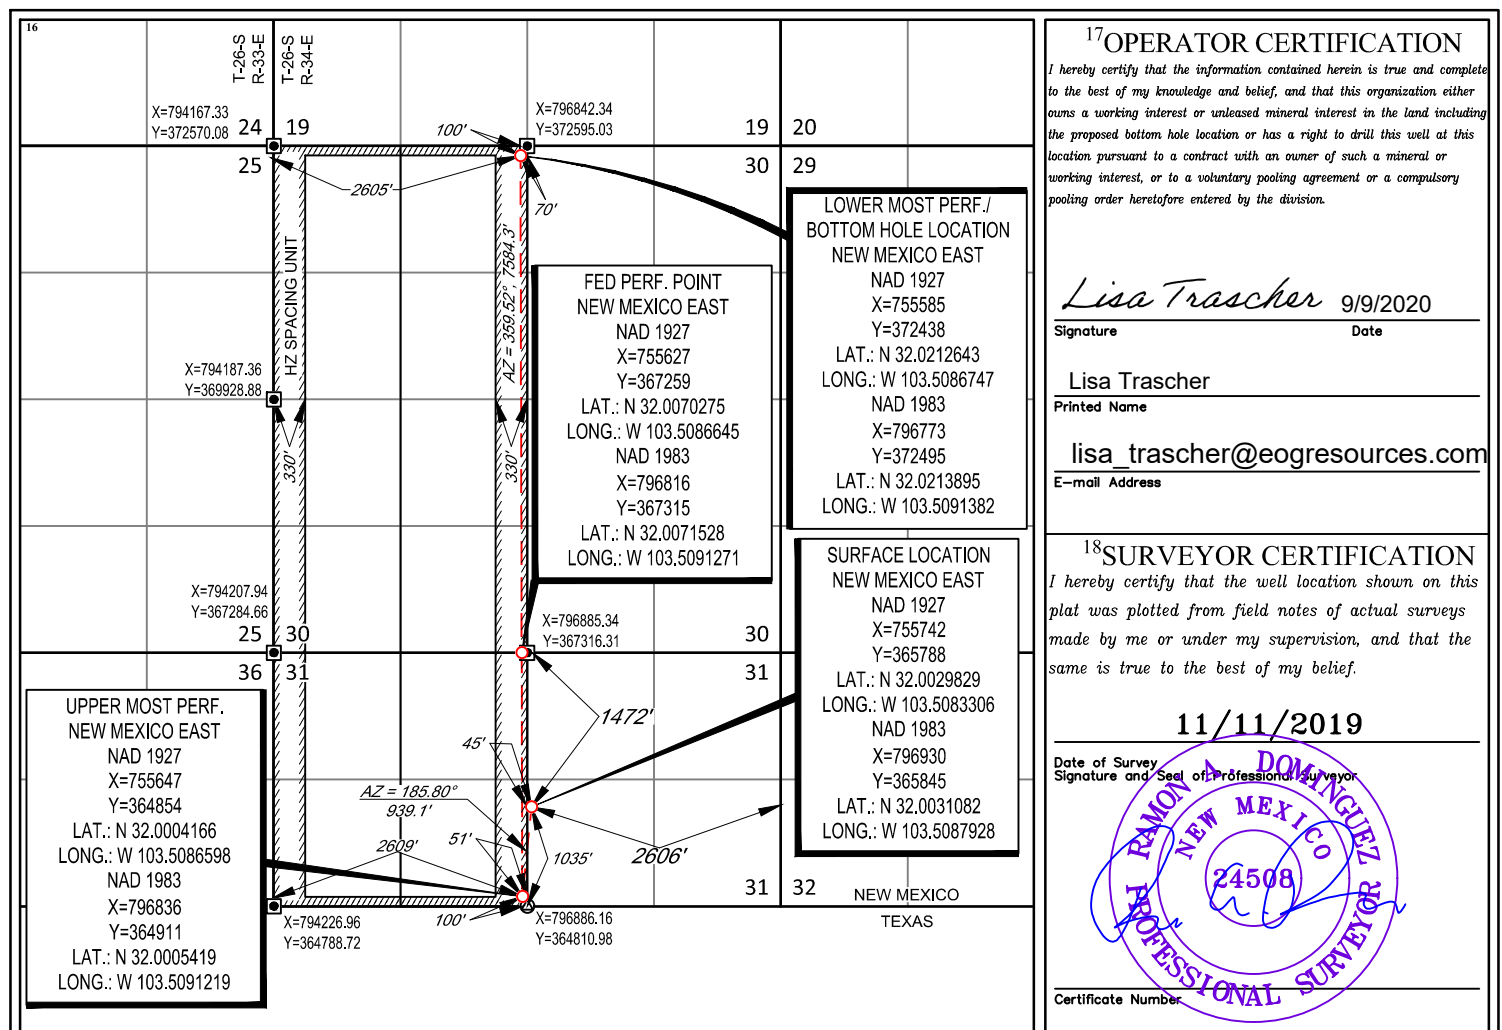 16
T-26-S
R-33-E
T-26-S
R-34-E
X=794167.33
Y=372570.08
24
19
25
100'
X=796842.34
Y=372595.03
19
20
30
29
2605'
70'
HZ SPACING UNIT
AZ = 359.52°, 7584.3'
LOWER MOST PERF./
BOTTOM HOLE LOCATION
NEW MEXICO EAST
NAD 1927
X=755585
Y=372438
LAT.: N 32.0212643
LONG.: W 103.5086747
NAD 1983
X=796773
Y=372495
LAT.: N 32.0213895
LONG.: W 103.5091382
FED PERF. POINT
NEW MEXICO EAST
NAD 1927
X=755627
Y=367259
LAT.: N 32.0070275
LONG.: W 103.5086645
NAD 1983
X=796816
Y=367315
LAT.: N 32.0071528
LONG.: W 103.5091271
X=794187.36
Y=369928.88
330'
330'
X=794207.94
Y=367284.66
25
30
36
31
X=796885.34
Y=367316.31
30
31
SURFACE LOCATION
NEW MEXICO EAST
NAD 1927
X=755742
Y=365788
LAT.: N 32.0029829
LONG.: W 103.5083306
NAD 1983
X=796930
Y=365845
LAT.: N 32.0031082
LONG.: W 103.5087928
UPPER MOST PERF.
NEW MEXICO EAST
NAD 1927
X=755647
Y=364854
LAT.: N 32.0004166
LONG.: W 103.5086598
NAD 1983
X=796836
Y=364911
LAT.: N 32.0005419
LONG.: W 103.5091219
1472'
45'
AZ = 185.80°
939.1'
2609'
51'
1035'
2606'
100'
X=794226.96
Y=364788.72
X=796886.16
Y=364810.98
31
32
NEW MEXICO
TEXAS
17OPERATOR CERTIFICATION
I hereby certify that the information contained herein is true and complete
to the best of my knowledge and belief, and that this organization either
owns a working interest or unleased mineral interest in the land including
the proposed bottom hole location or has a right to drill this well at this
location pursuant to a contract with an owner of such a mineral or
working interest, or to a voluntary pooling agreement or a compulsory
pooling order heretofore entered by the division.
Lisa Trascher 9/9/2020
Signature Date
Lisa Trascher
Printed Name
lisa_trascher@eogresources.com
E-mail Address
18SURVEYOR CERTIFICATION
I hereby certify that the well location shown on this
plat was plotted from field notes of actual surveys
made by me or under my supervision, and that the
same is true to the best of my belief.
11/11/2019
Date of Survey
Signature and Seal of Professional Surveyor
RAMON A. DOMINGUEZ
NEW MEXICO
24508
PROFESSIONAL SURVEYOR
Certificate Number